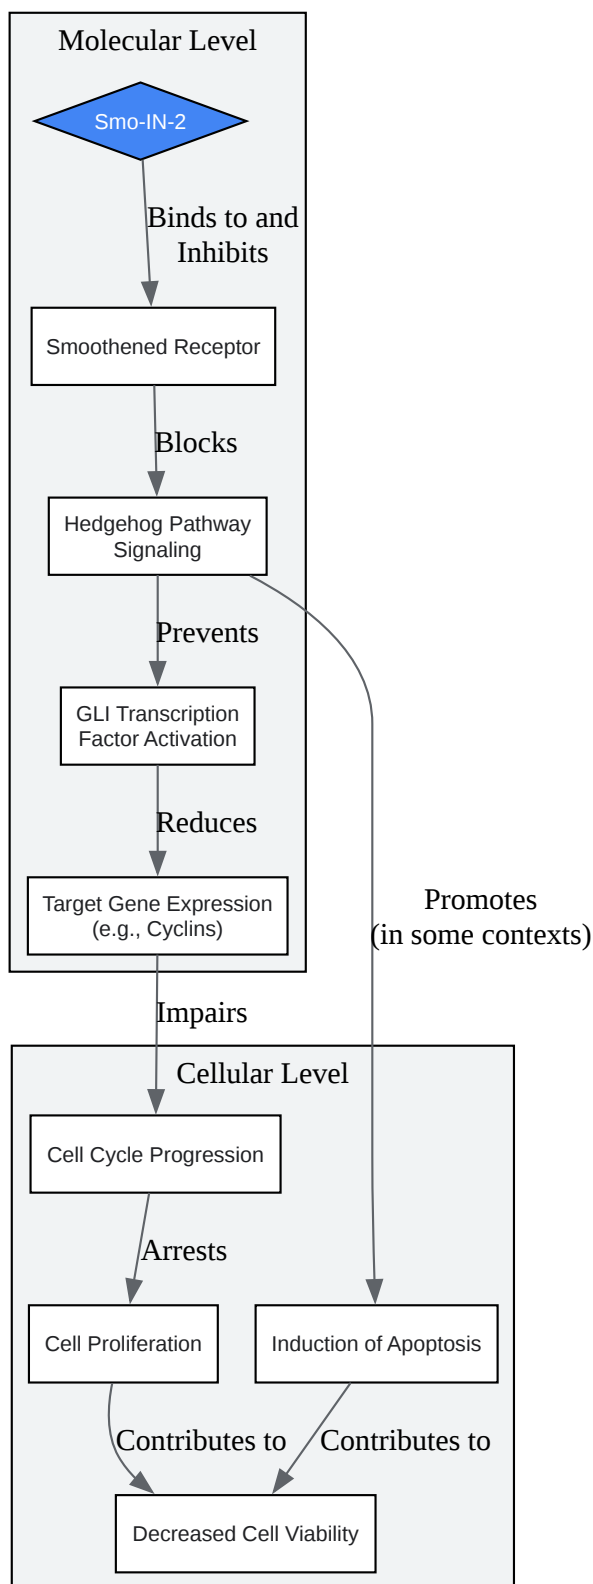 Molecular Level
Smo-IN-2
Binds to and
Inhibits
Smoothened Receptor
Blocks
Hedgehog Pathway
Signaling
Prevents
GLI Transcription
Factor Activation
Reduces
Target Gene Expression
(e.g., Cyclins)
Promotes
(in some contexts)
Impairs
Cellular Level
Cell Cycle Progression
Arrests
Cell Proliferation
Induction of Apoptosis
Contributes to
Contributes to
Decreased Cell Viability